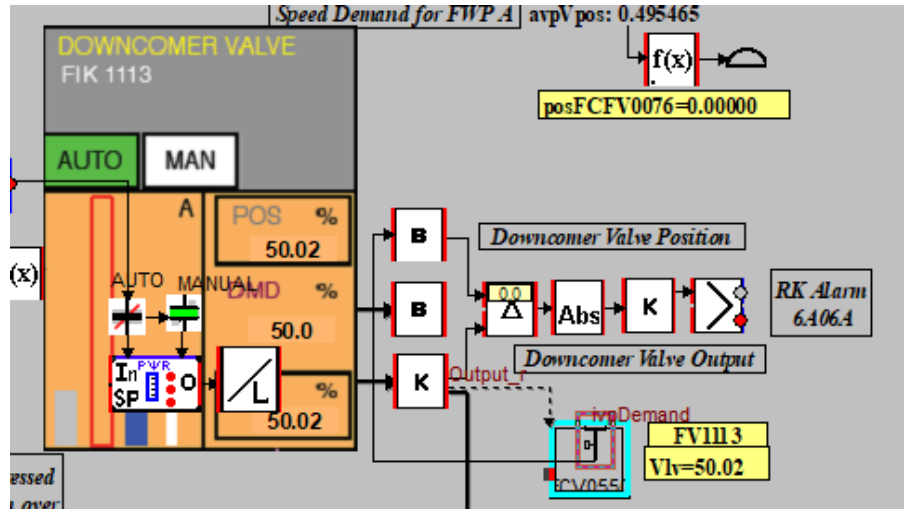 Speed Demand for FWP A
avpVpos: 0.495465
DOWNCOMER VALVE
FIK 1113
f(x)
posFCFV0076=0.00000
AUTO
MAN
A
POS %
50.02
B
Downcomer Valve Position
(x)
AUTO
MANUAL
DMD %
50.0
B
0.0
Δ
Abs
K
RK Alarm
6A06A
In
PWR
SP
O
L
%
50.02
K
Output_r
Downcomer Valve Output
ivpDemand
FV1113
Vlv=50.02
CV055
essed
over